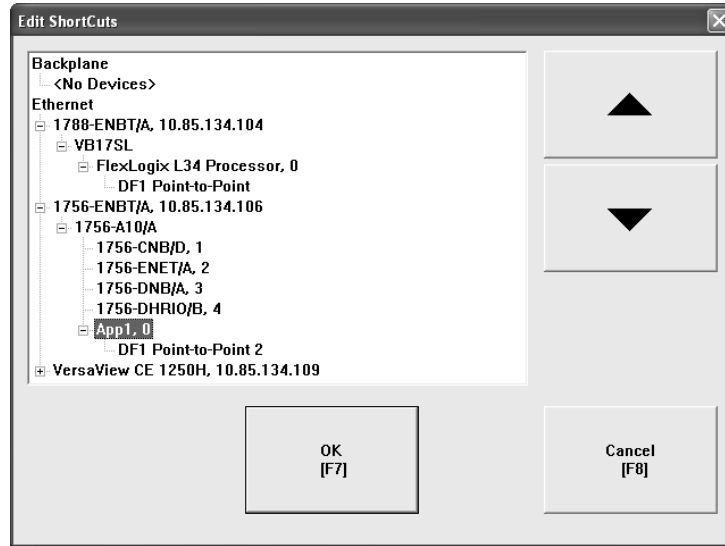 Edit ShortCuts
Backplane
<No Devices>
Ethernet
1788-ENBT/A, 10.85.134.104
VB17SL
FlexLogix L34 Processor, 0
DF1 Point-to-Point
1756-ENBT/A, 10.85.134.106
1756-A10/A
1756-CNB/D, 1
1756-ENET/A, 2
1756-DNB/A, 3
1756-DHRIO/B, 4
App1, 0
DF1 Point-to-Point 2
VersaView CE 1250H, 10.85.134.109
OK
[F7]
Cancel
[F8]